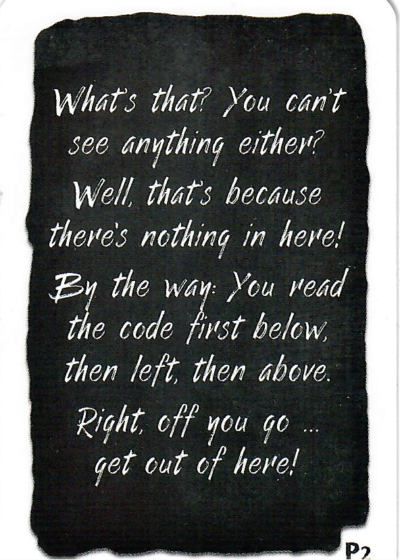 What's that? You can't
see anything either?
Well, that's because
there's nothing in here!
By the way: You read
the code first below,
then left, then above.
Right, off you go ...
get out of here!
P2